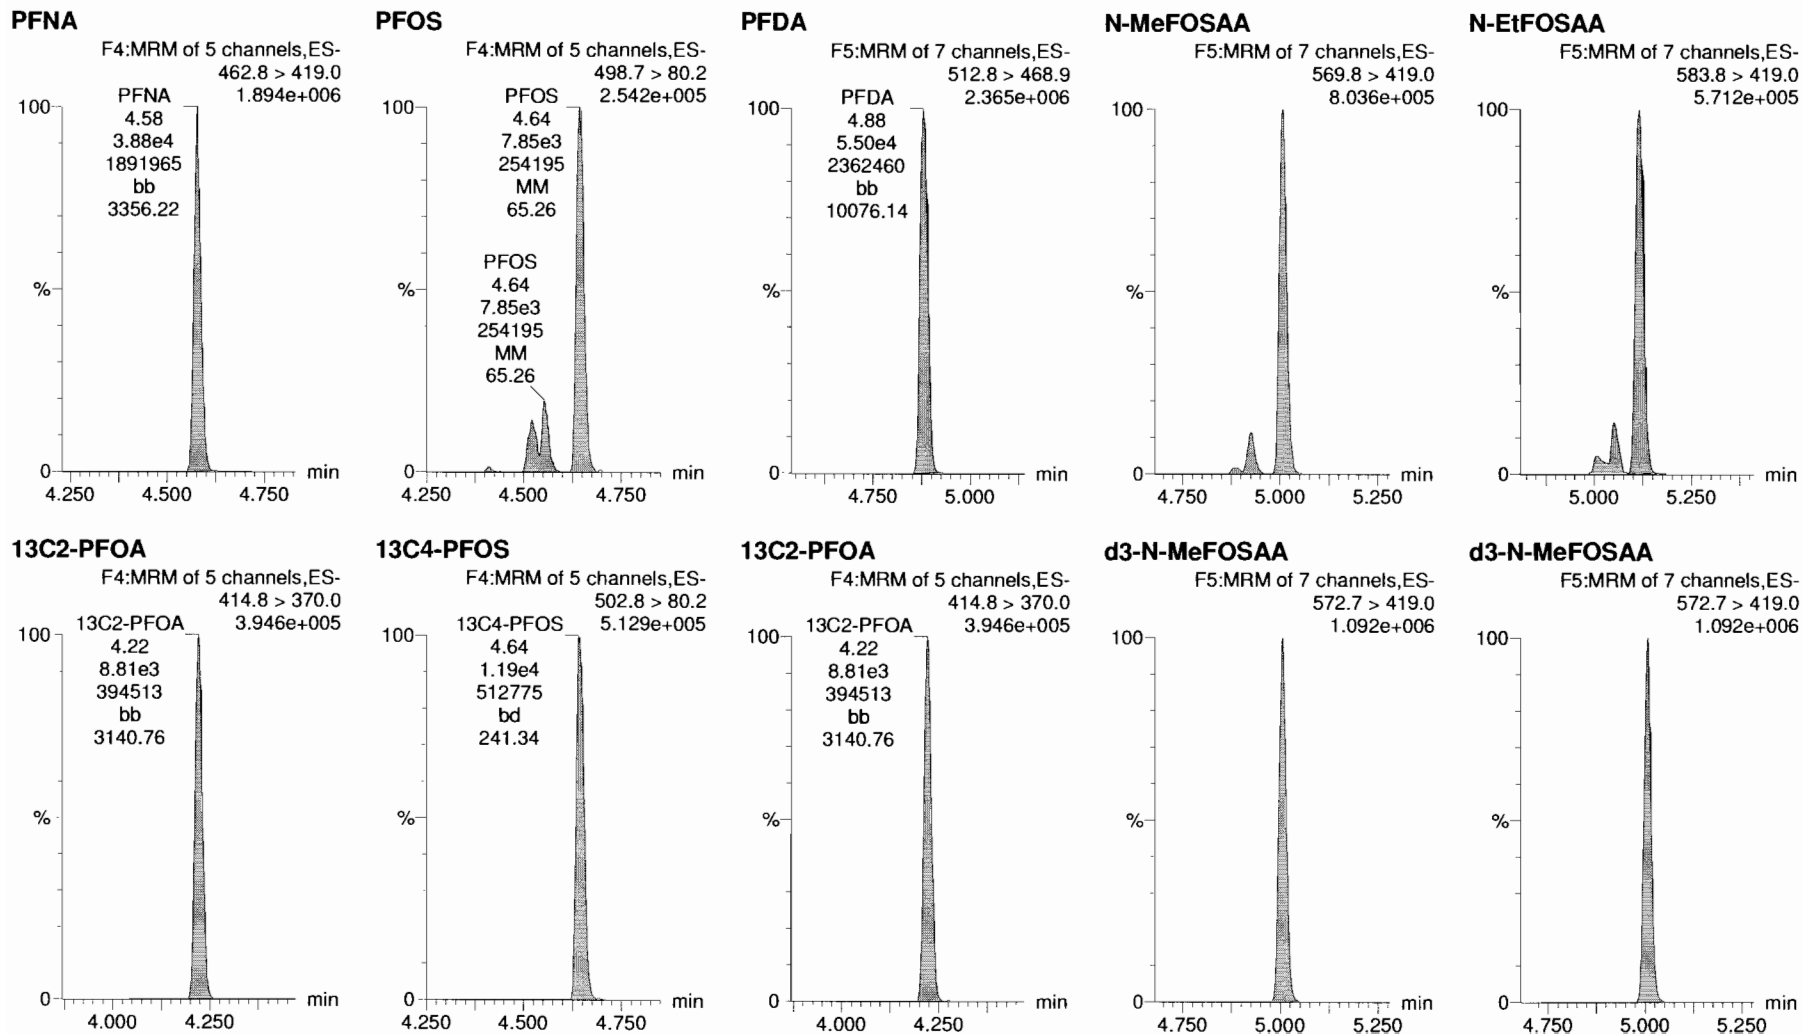 PFNA
F4:MRM of 5 channels,ES-
462.8 > 419.0
1.894e+006
PFNA
4.58
3.88e4
1891965
bb
3356.22
100
%
0
min
4.250 4.500 4.750
PFOS
F4:MRM of 5 channels,ES-
498.7 > 80.2
2.542e+005
PFOS
4.64
7.85e3
254195
MM
65.26
PFOS
4.64
7.85e3
254195
MM
65.26
100
%
0
min
4.250 4.500 4.750
PFDA
F5:MRM of 7 channels,ES-
512.8 > 468.9
2.365e+006
PFDA
4.88
5.50e4
2362460
bb
10076.14
100
%
0
min
4.750 5.000
N-MeFOSAA
F5:MRM of 7 channels,ES-
569.8 > 419.0
8.036e+005
100
%
0
min
4.750 5.000 5.250
N-EtFOSAA
F5:MRM of 7 channels,ES-
583.8 > 419.0
5.712e+005
100
%
0
min
5.000 5.250
13C2-PFOA
F4:MRM of 5 channels,ES-
414.8 > 370.0
3.946e+005
13C2-PFOA
4.22
8.81e3
394513
bb
3140.76
100
%
0
min
4.000 4.250
13C4-PFOS
F4:MRM of 5 channels,ES-
502.8 > 80.2
5.129e+005
13C4-PFOS
4.64
1.19e4
512775
bd
241.34
100
%
0
min
4.250 4.500 4.750
13C2-PFOA
F4:MRM of 5 channels,ES-
414.8 > 370.0
3.946e+005
13C2-PFOA
4.22
8.81e3
394513
bb
3140.76
100
%
0
min
4.000 4.250
d3-N-MeFOSAA
F5:MRM of 7 channels,ES-
572.7 > 419.0
1.092e+006
100
%
0
min
4.750 5.000 5.250
d3-N-MeFOSAA
F5:MRM of 7 channels,ES-
572.7 > 419.0
1.092e+006
100
%
0
min
4.750 5.000 5.250